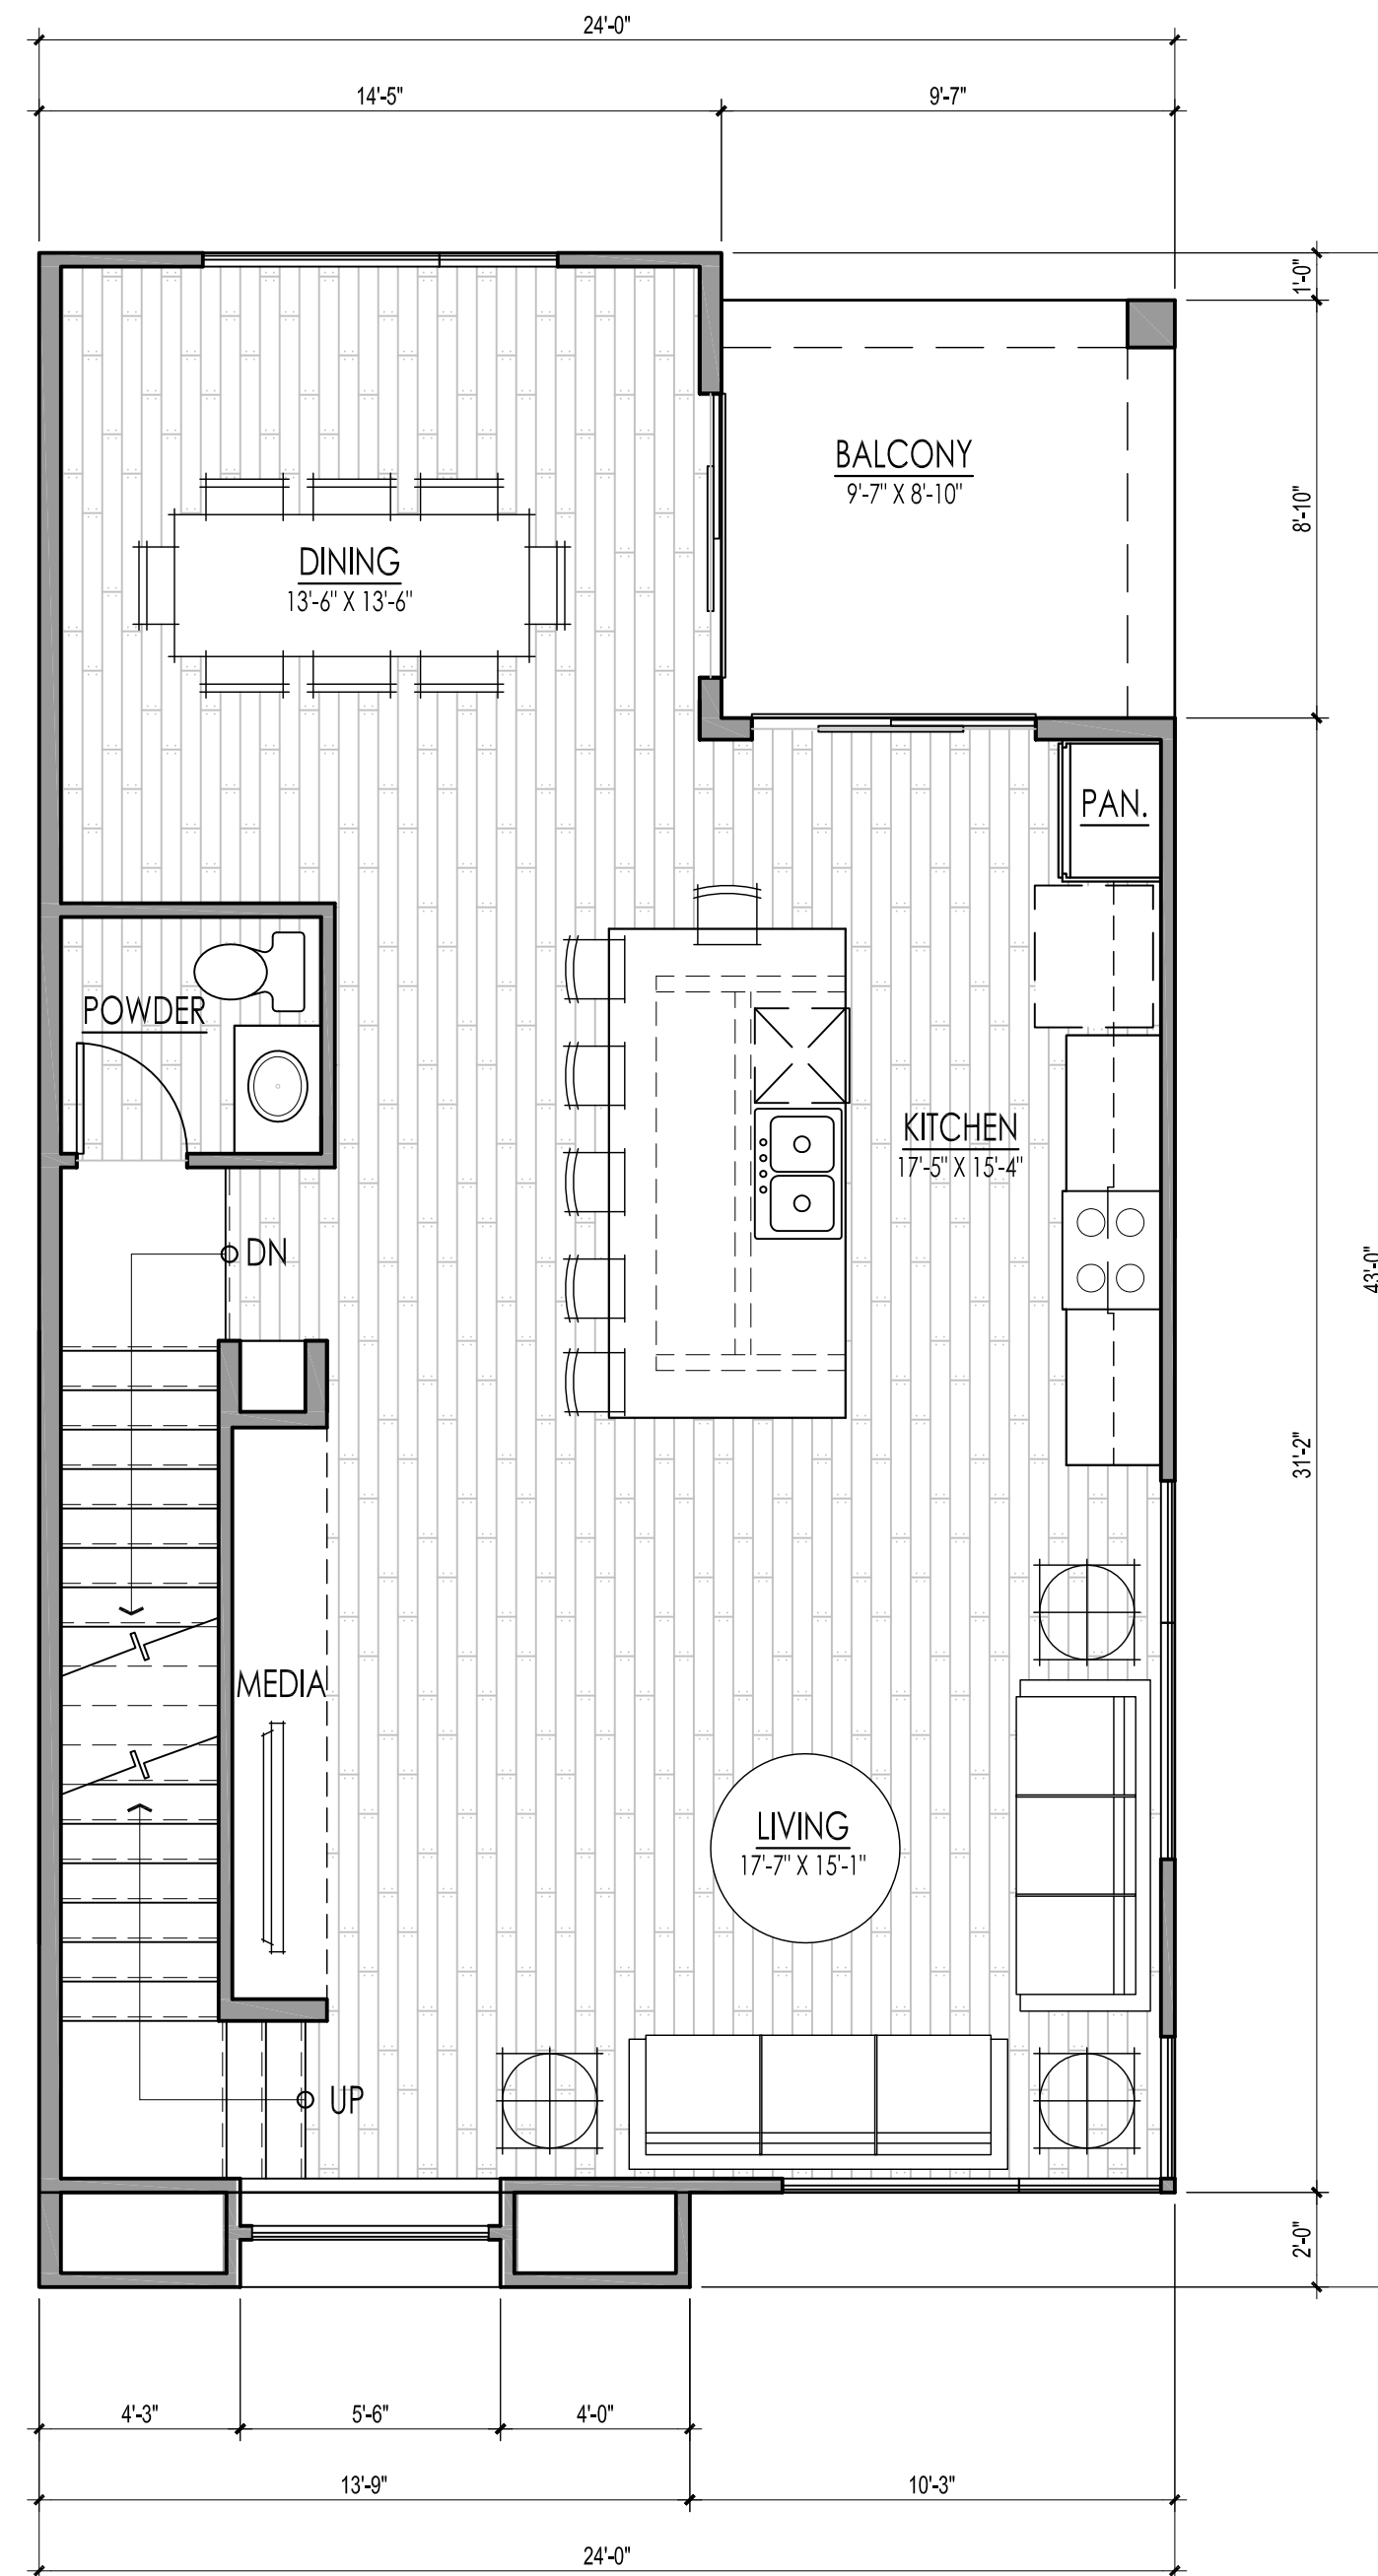 24'-0"
14'-5"
9'-7"
1'-0"
BALCONY
9'-7" X 8'-10"
8'-10"
DINING
13'-6" X 13'-6"
PAN.
POWDER
KITCHEN
17'-5" X 15'-4"
DN
43'-0"
31'-2"
MEDIA
LIVING
17'-7" X 15'-1"
UP
2'-0"
4'-3"
5'-6"
4'-0"
13'-9"
10'-3"
24'-0"